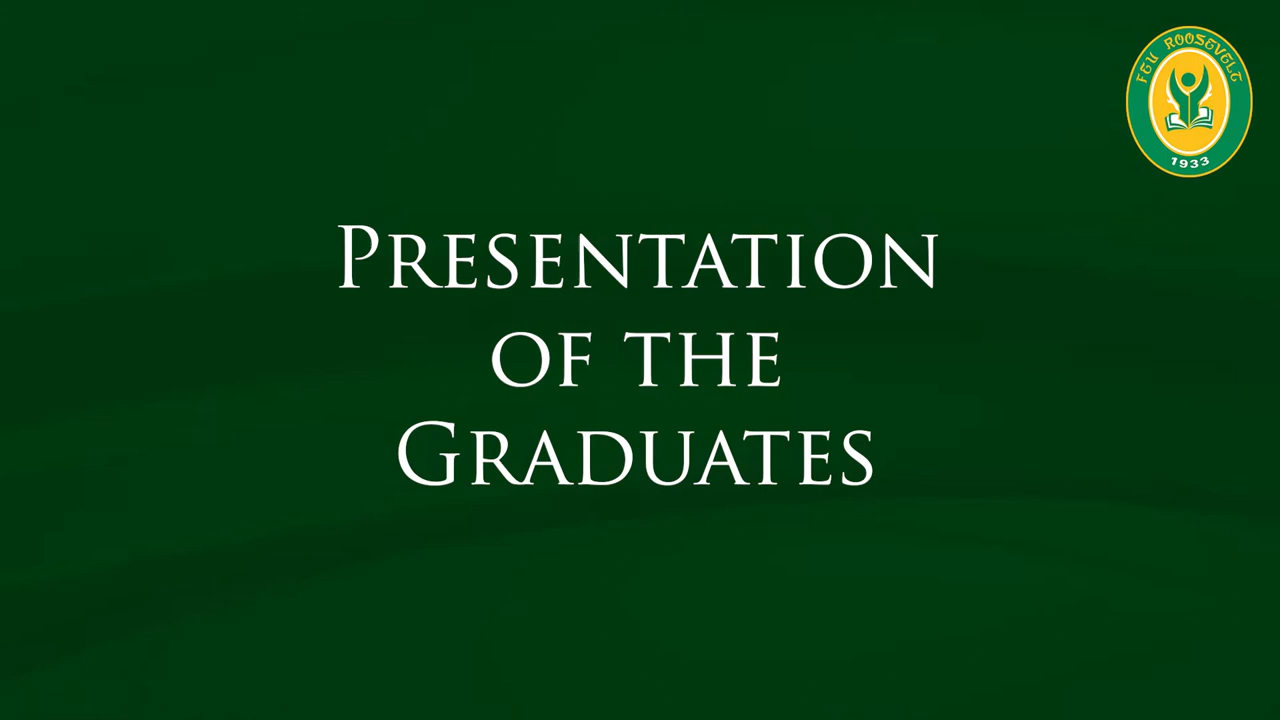 FEU ROOSEVELT
1933
PRESENTATION
OF THE
GRADUATES